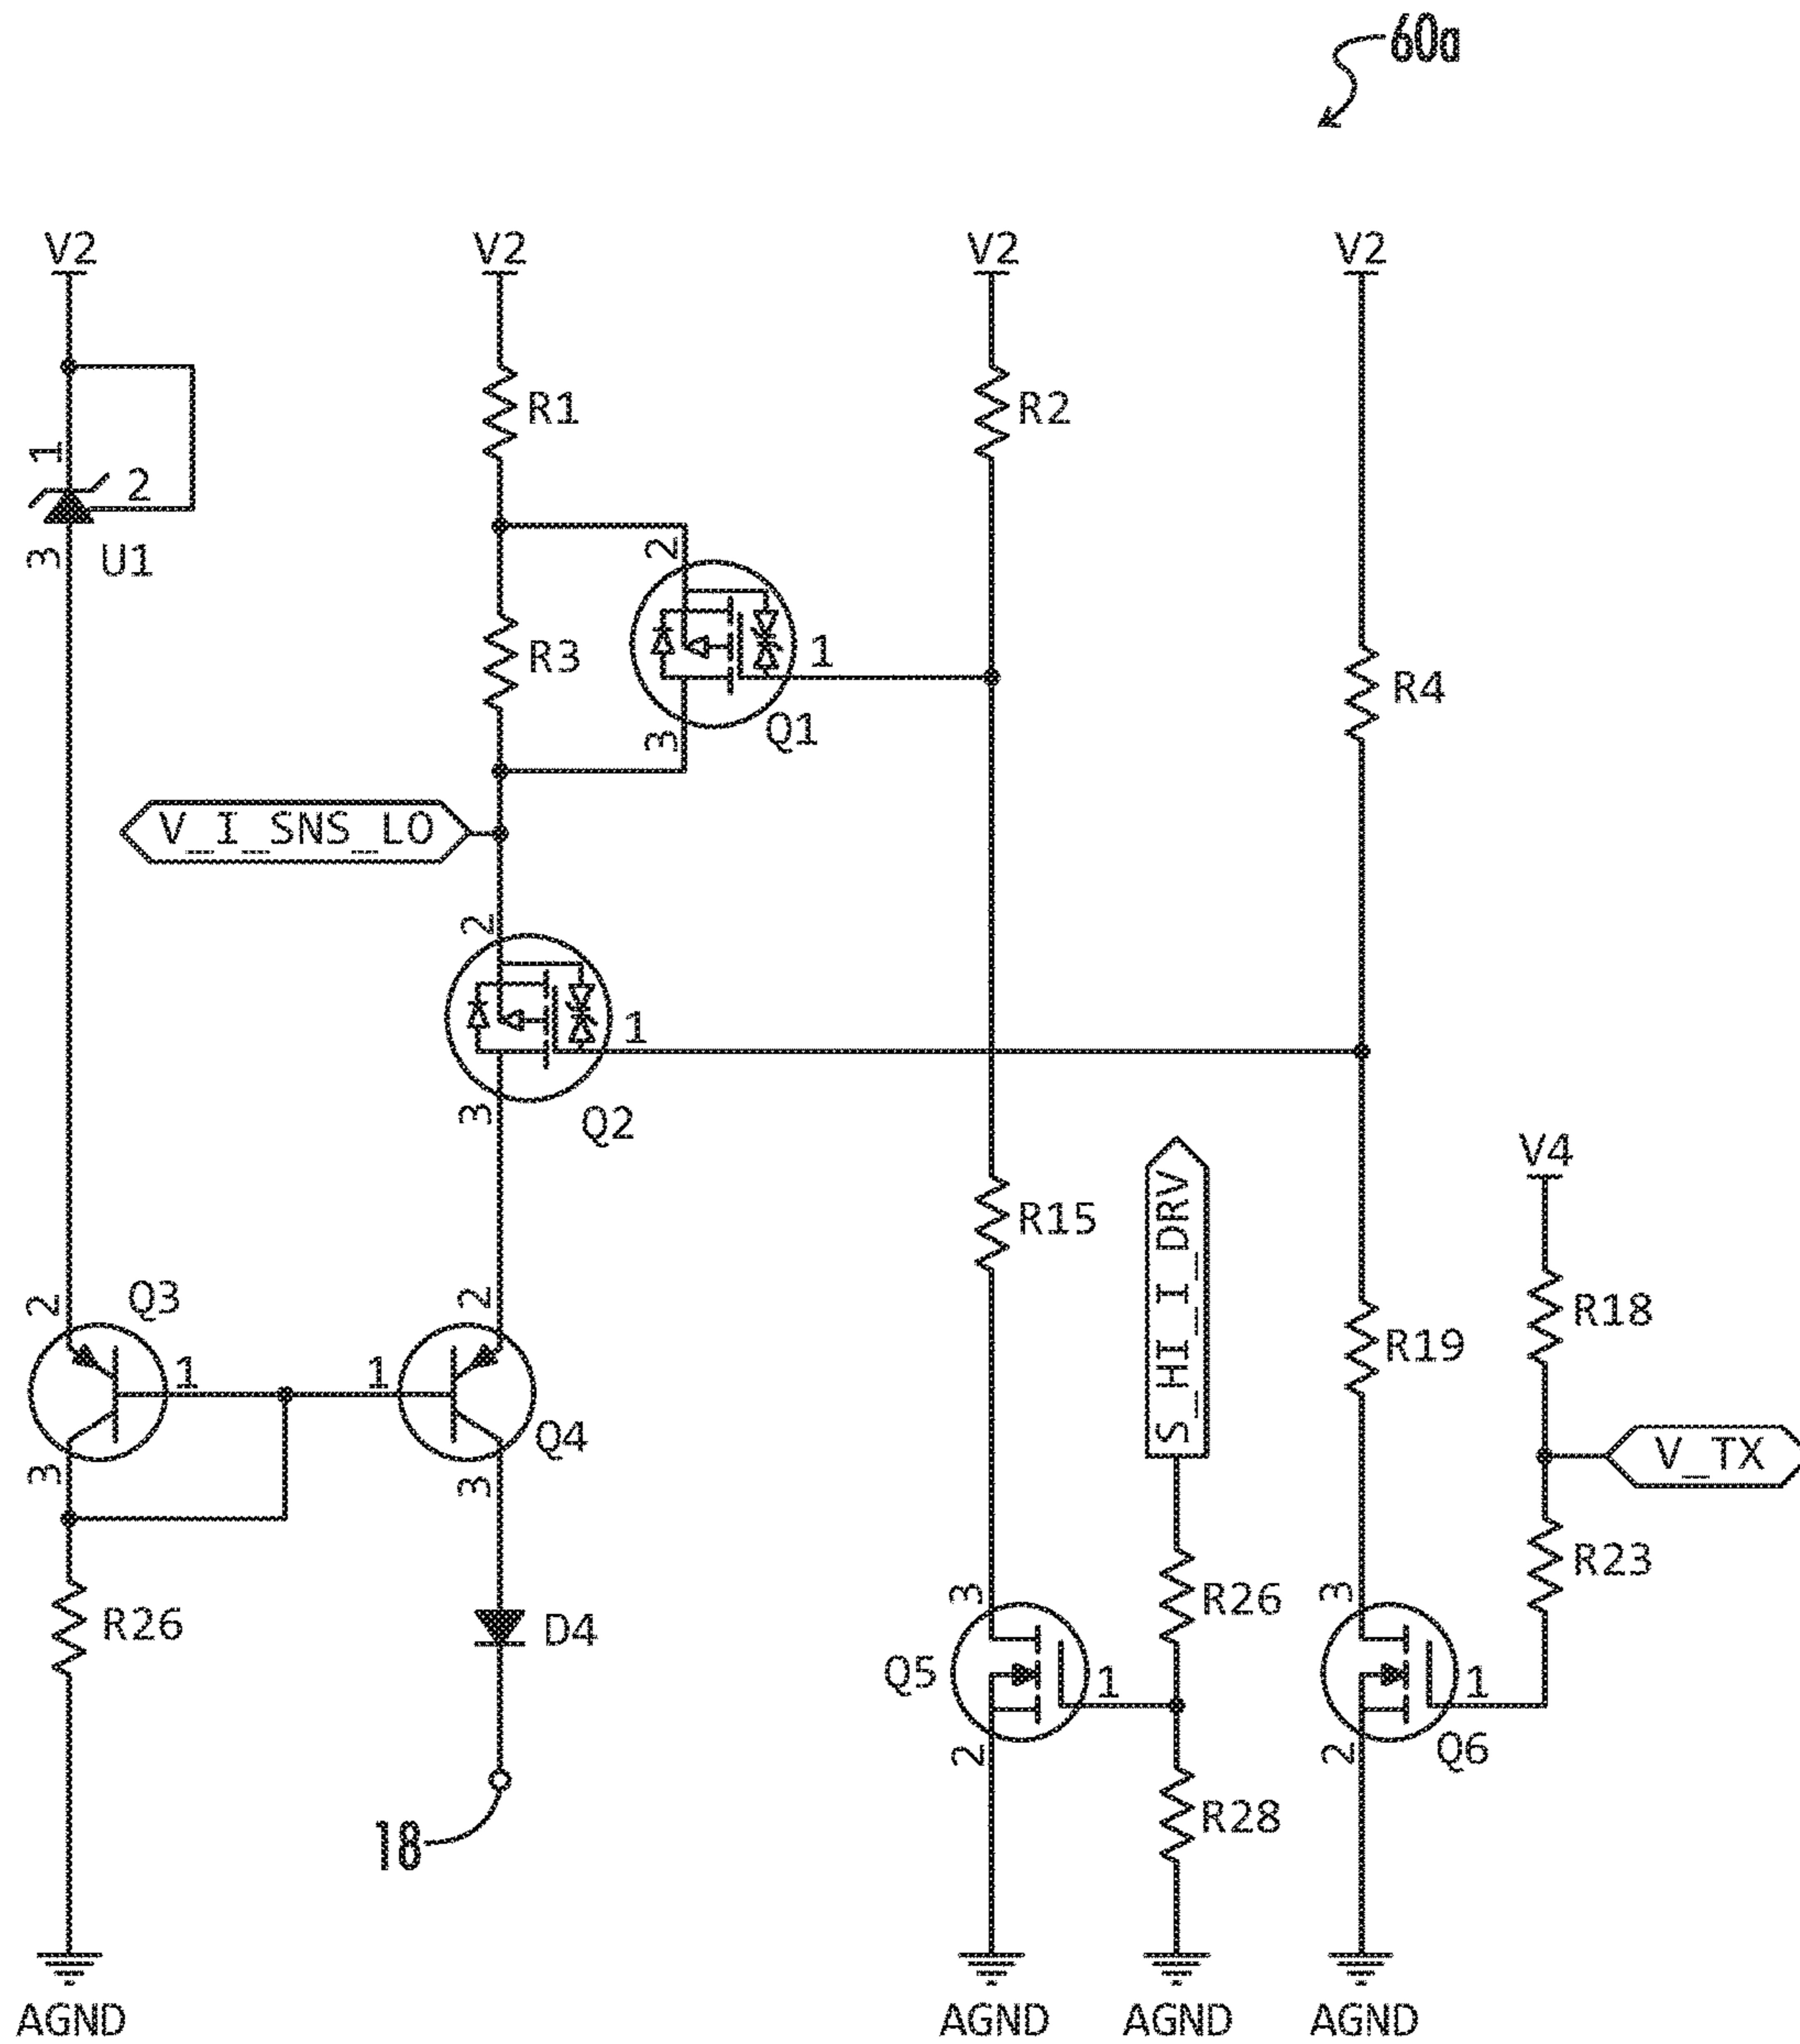 60a
V2
V2
V2
V2
R1
R2
1
2
3
U1
2
R3
1
3
Q1
R4
V_I_SNS_LO
2
1
3
Q2
V4
R15
S_HI_I_DRV
R18
R19
2
Q3
2
1
1
Q4
3
3
V_TX
R23
R26
D4
3
R26
3
Q5
1
1
2
2
Q6
R28
18
AGND
AGND
AGND
AGND